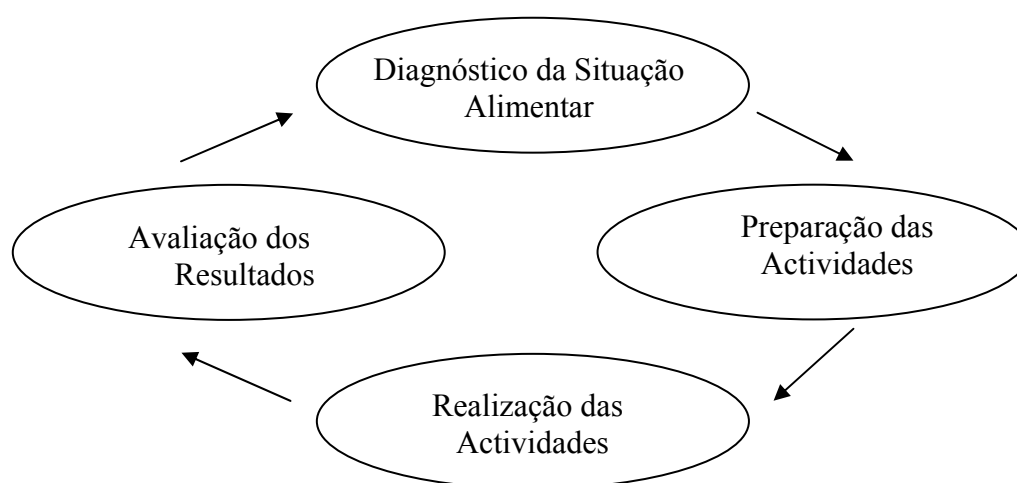 Diagnóstico da Situação
Alimentar
Preparação das
Actividades
Realização das
Actividades
Avaliação dos
Resultados